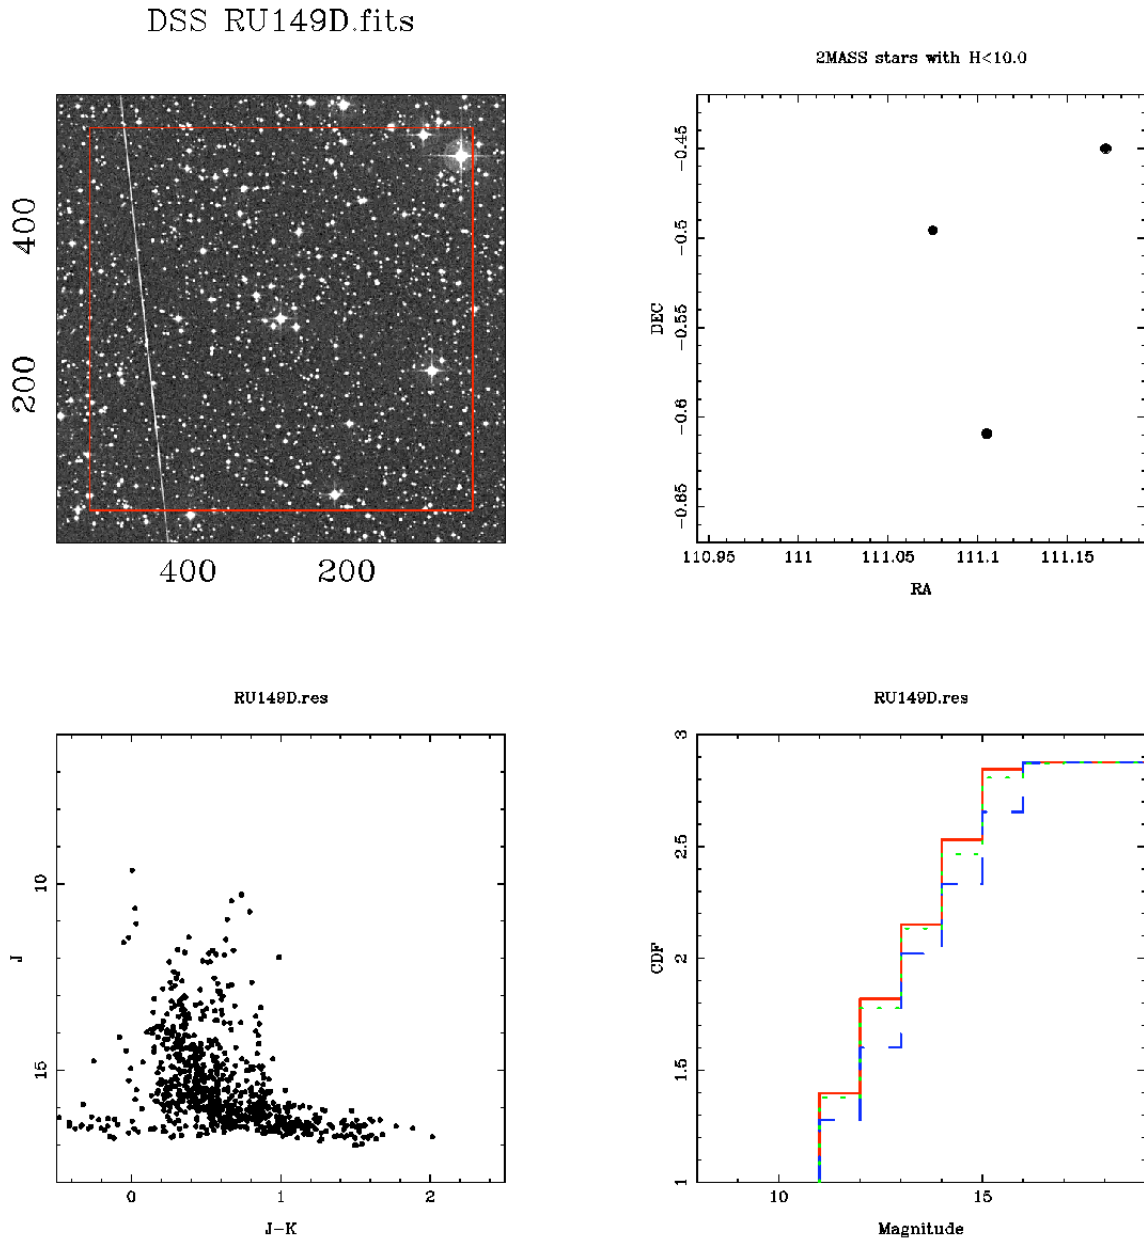 DSS RU149D.fits
400
200
400 200
2MASS stars with H<10.0
DEC
-0.45
-0.5
-0.55
-0.6
-0.65
110.95 111 111.05 111.1 111.15
RA
RU149D.res
J
10
15
0 1 2
J-K
RU149D.res
CDF
3
2.5
2
1.5
1
10 15
Magnitude